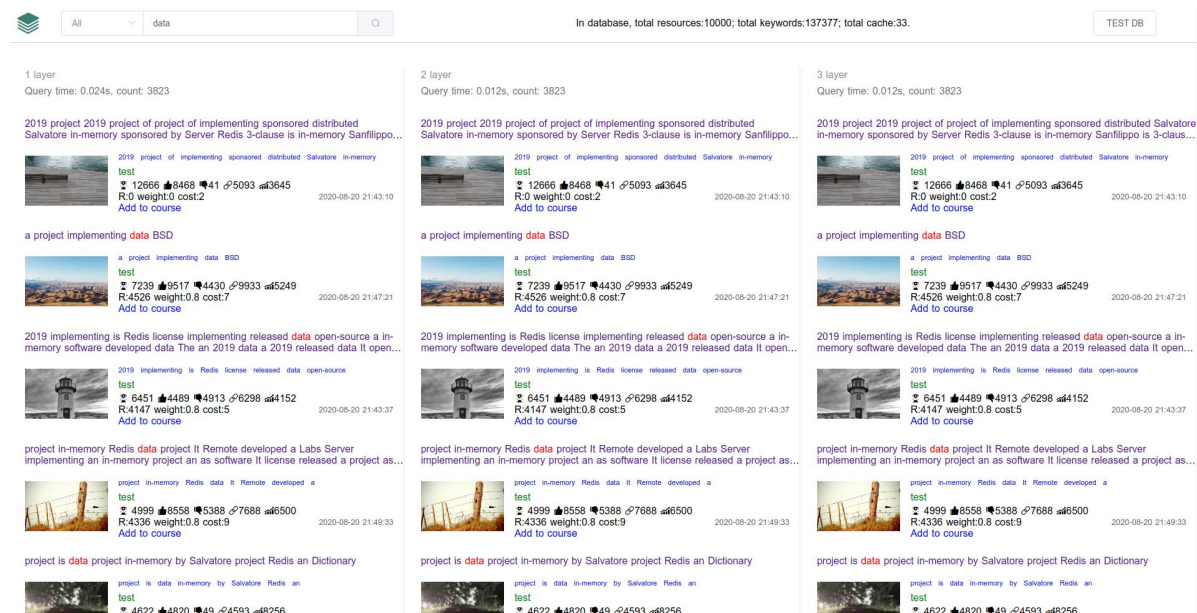 All
data
In database, total resources:10000; total keywords:137377; total cache:33.
TEST DB
1 layer
Query time: 0.024s, count: 3823
2019 project 2019 project of project of implementing sponsored distributed
Salvatore in-memory sponsored by Server Redis 3-clause is in-memory Sanfilippo...
2019 project of implementing sponsored distributed Salvatore in-memory
test
12666 8468 41 5093 3645
R:0 weight:0 cost:2
2020-08-20 21:43:10
Add to course
a project implementing data BSD
a project implementing data BSD
test
7239 9517 4430 9933 5249
R:4526 weight:0.8 cost:7
2020-08-20 21:47:21
Add to course
2019 implementing is Redis license implementing released data open-source a in-
memory software developed data The an 2019 data a 2019 released data It open...
2019 implementing is Redis license released data open-source
test
6451 4489 4913 6298 4152
R:4147 weight:0.8 cost:5
2020-08-20 21:43:37
Add to course
project in-memory Redis data project It Remote developed a Labs Server
implementing an in-memory project an as software It license released a project as...
project in-memory Redis data It Remote developed a
test
4999 8558 5388 7688 6500
R:4336 weight:0.8 cost:9
2020-08-20 21:49:33
Add to course
project is data project in-memory by Salvatore project Redis an Dictionary
project is data in-memory by Salvatore Redis an
test
4622 4820 49 4593 8256
2 layer
Query time: 0.012s, count: 3823
2019 project 2019 project of project of implementing sponsored distributed
Salvatore in-memory sponsored by Server Redis 3-clause is in-memory Sanfilippo...
2019 project of implementing sponsored distributed Salvatore in-memory
test
12666 8468 41 5093 3645
R:0 weight:0 cost:2
2020-08-20 21:43:10
Add to course
a project implementing data BSD
a project implementing data BSD
test
7239 9517 4430 9933 5249
R:4526 weight:0.8 cost:7
2020-08-20 21:47:21
Add to course
2019 implementing is Redis license implementing released data open-source a in-
memory software developed data The an 2019 data a 2019 released data It open...
2019 implementing is Redis license released data open-source
test
6451 4489 4913 6298 4152
R:4147 weight:0.8 cost:5
2020-08-20 21:43:37
Add to course
project in-memory Redis data project It Remote developed a Labs Server
implementing an in-memory project an as software It license released a project as...
project in-memory Redis data It Remote developed a
test
4999 8558 5388 7688 6500
R:4336 weight:0.8 cost:9
2020-08-20 21:49:33
Add to course
project is data project in-memory by Salvatore project Redis an Dictionary
project is data in-memory by Salvatore Redis an
test
4622 4820 49 4593 8256
3 layer
Query time: 0.012s, count: 3823
2019 project 2019 project of project of implementing sponsored distributed Salvatore
in-memory sponsored by Server Redis 3-clause is in-memory Sanfilippo is 3-claus...
2019 project of implementing sponsored distributed Salvatore in-memory
test
12666 8468 41 5093 3645
R:0 weight:0 cost:2
2020-08-20 21:43:10
Add to course
a project implementing data BSD
a project implementing data BSD
test
7239 9517 4430 9933 5249
R:4526 weight:0.8 cost:7
2020-08-20 21:47:21
Add to course
2019 implementing is Redis license implementing released data open-source a in-
memory software developed data The an 2019 data a 2019 released data It open...
2019 implementing is Redis license released data open-source
test
6451 4489 4913 6298 4152
R:4147 weight:0.8 cost:5
2020-08-20 21:43:37
Add to course
project in-memory Redis data project It Remote developed a Labs Server
implementing an in-memory project an as software It license released a project as...
project in-memory Redis data It Remote developed a
test
4999 8558 5388 7688 6500
R:4336 weight:0.8 cost:9
2020-08-20 21:49:33
Add to course
project is data project in-memory by Salvatore project Redis an Dictionary
project is data in-memory by Salvatore Redis an
test
4622 4820 49 4593 8256